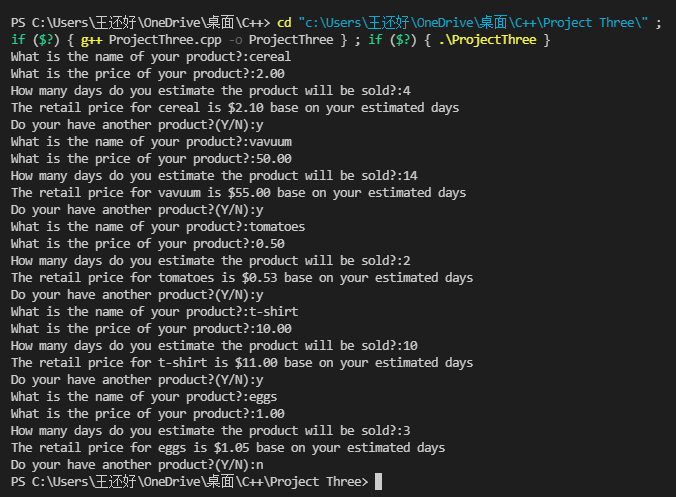 PS C:\Users\王还好\OneDrive\桌面\C++> cd "c:\Users\王还好\OneDrive\桌面\C++\Project Three\" ;
if ($?) { g++ ProjectThree.cpp -o ProjectThree } ; if ($?) { .\ProjectThree }
What is the name of your product?:cereal
What is the price of your product?:2.00
How many days do you estimate the product will be sold?:4
The retail price for cereal is $2.10 base on your estimated days
Do your have another product?(Y/N):y
What is the name of your product?:vavuum
What is the price of your product?:50.00
How many days do you estimate the product will be sold?:14
The retail price for vavuum is $55.00 base on your estimated days
Do your have another product?(Y/N):y
What is the name of your product?:tomatoes
What is the price of your product?:0.50
How many days do you estimate the product will be sold?:2
The retail price for tomatoes is $0.53 base on your estimated days
Do your have another product?(Y/N):y
What is the name of your product?:t-shirt
What is the price of your product?:10.00
How many days do you estimate the product will be sold?:10
The retail price for t-shirt is $11.00 base on your estimated days
Do your have another product?(Y/N):y
What is the name of your product?:eggs
What is the price of your product?:1.00
How many days do you estimate the product will be sold?:3
The retail price for eggs is $1.05 base on your estimated days
Do your have another product?(Y/N):n
PS C:\Users\王还好\OneDrive\桌面\C++\Project Three>